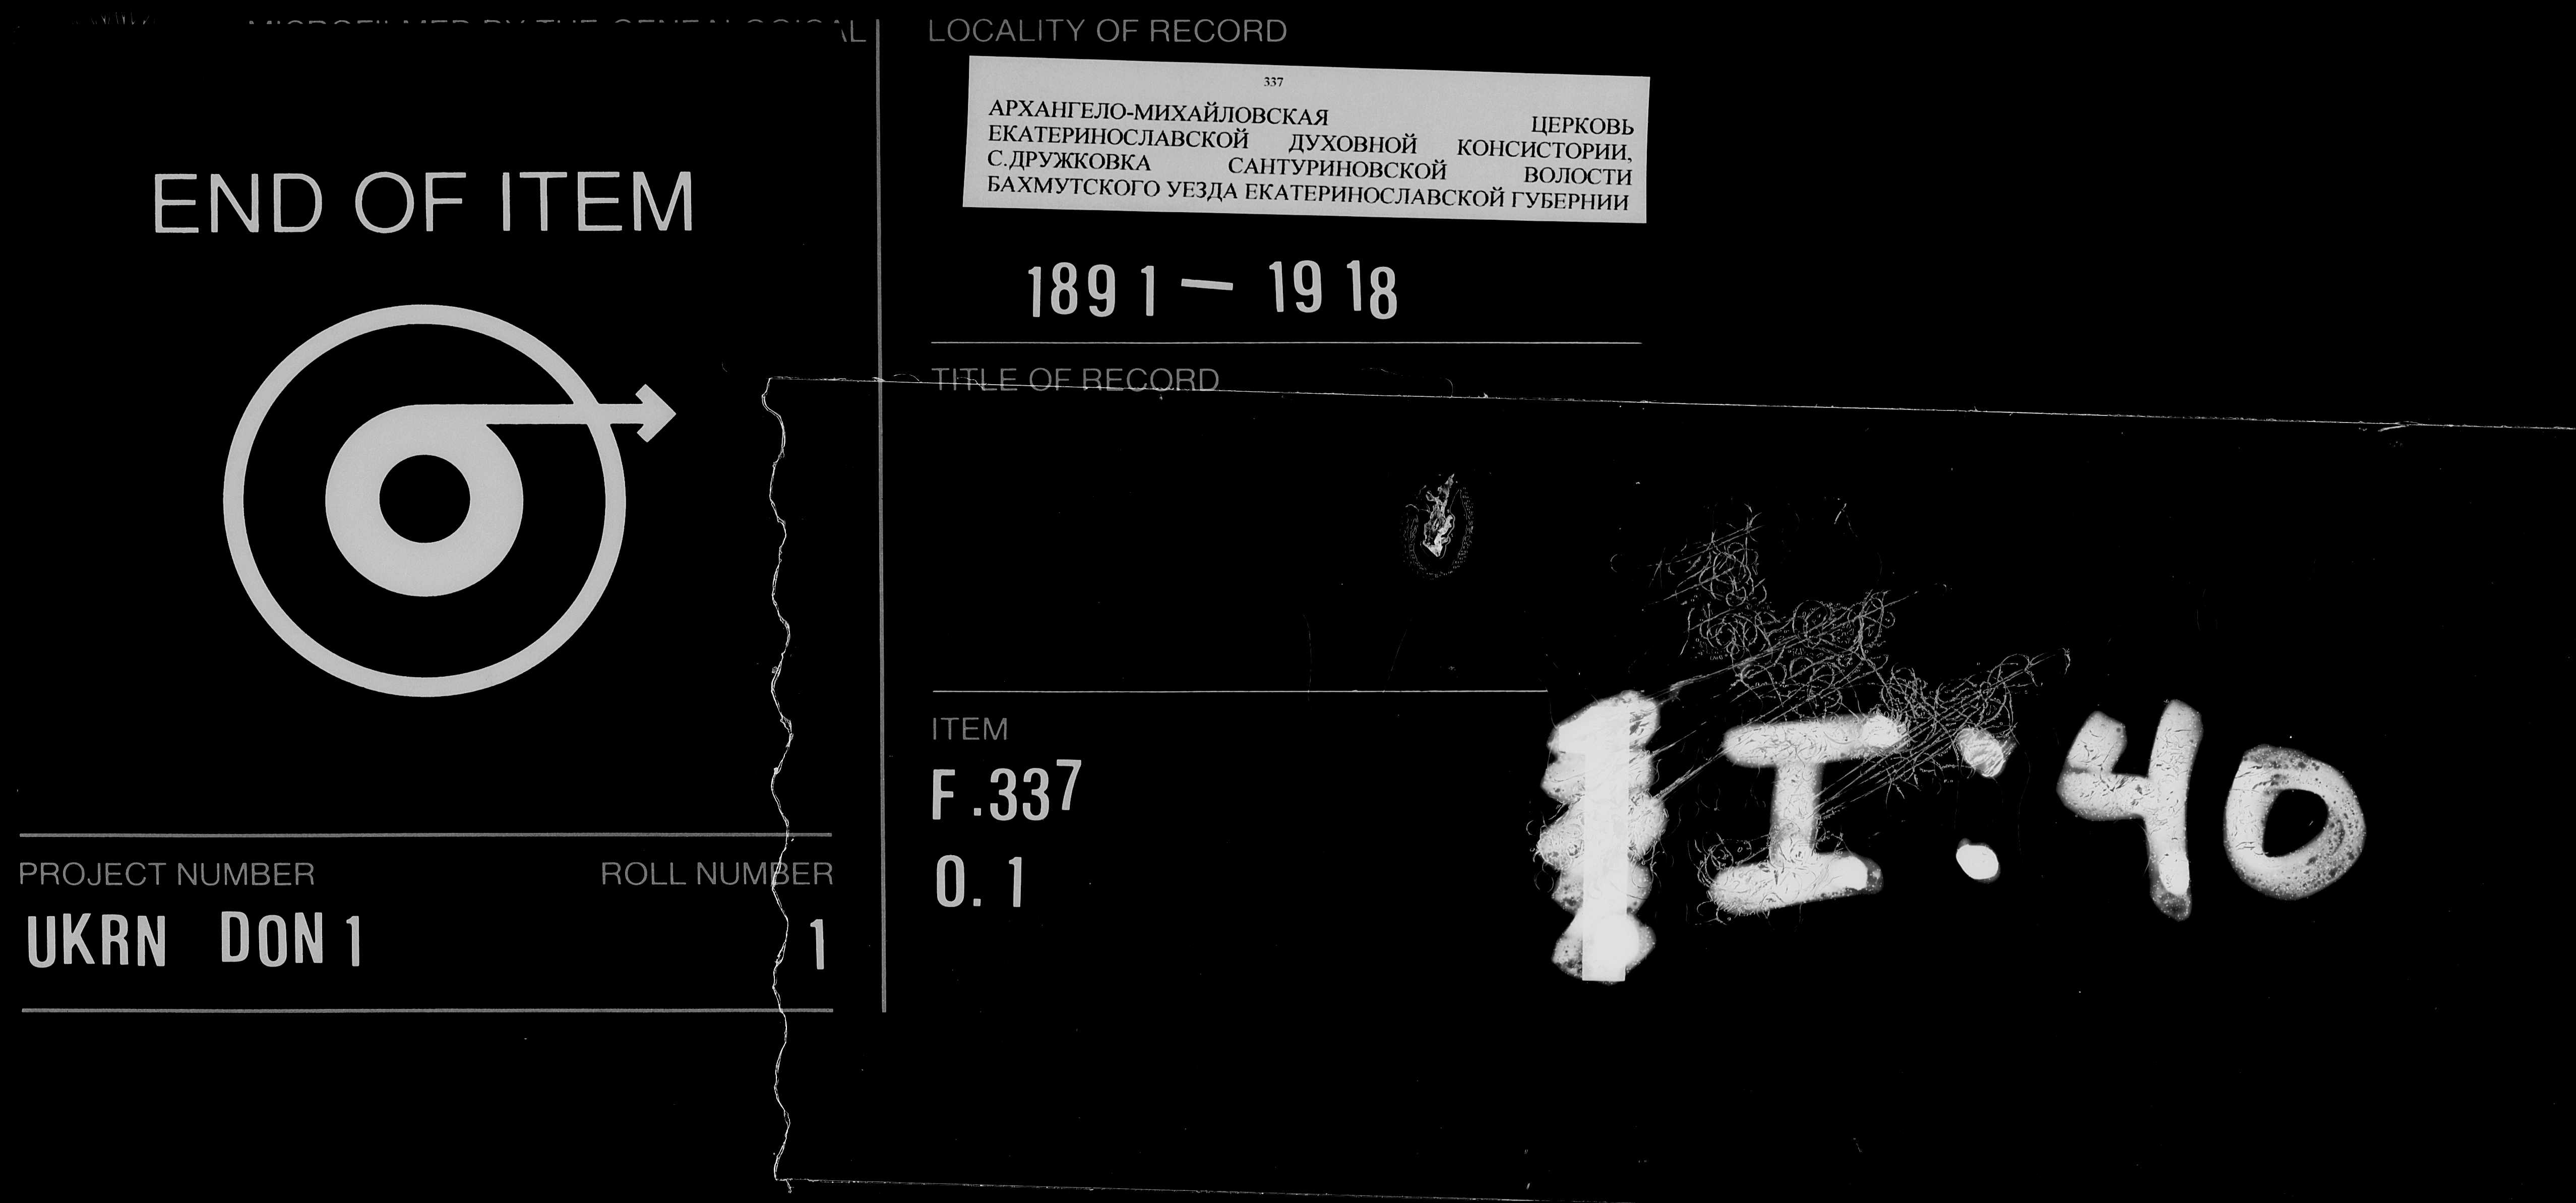 LOCALITY OF RECORD
337
АРХАНГЕЛО-МИХАЙЛОВСКАЯ ЦЕРКОВЬ
ЕКАТЕРИНОСЛАВСКОЙ ДУХОВНОЙ КОНСИСТОРИИ,
С.ДРУЖКОВКА САНТУРИНОВСКОЙ ВОЛОСТИ
БАХМУТСКОГО УЕЗДА ЕКАТЕРИНОСЛАВСКОЙ ГУБЕРНИИ
1891 — 1918
END OF ITEM
TITLE OF RECORD
ITEM
F.337
O. 1
I:40
PROJECT NUMBER ROLL NUMBER
UKRN DON 1 1